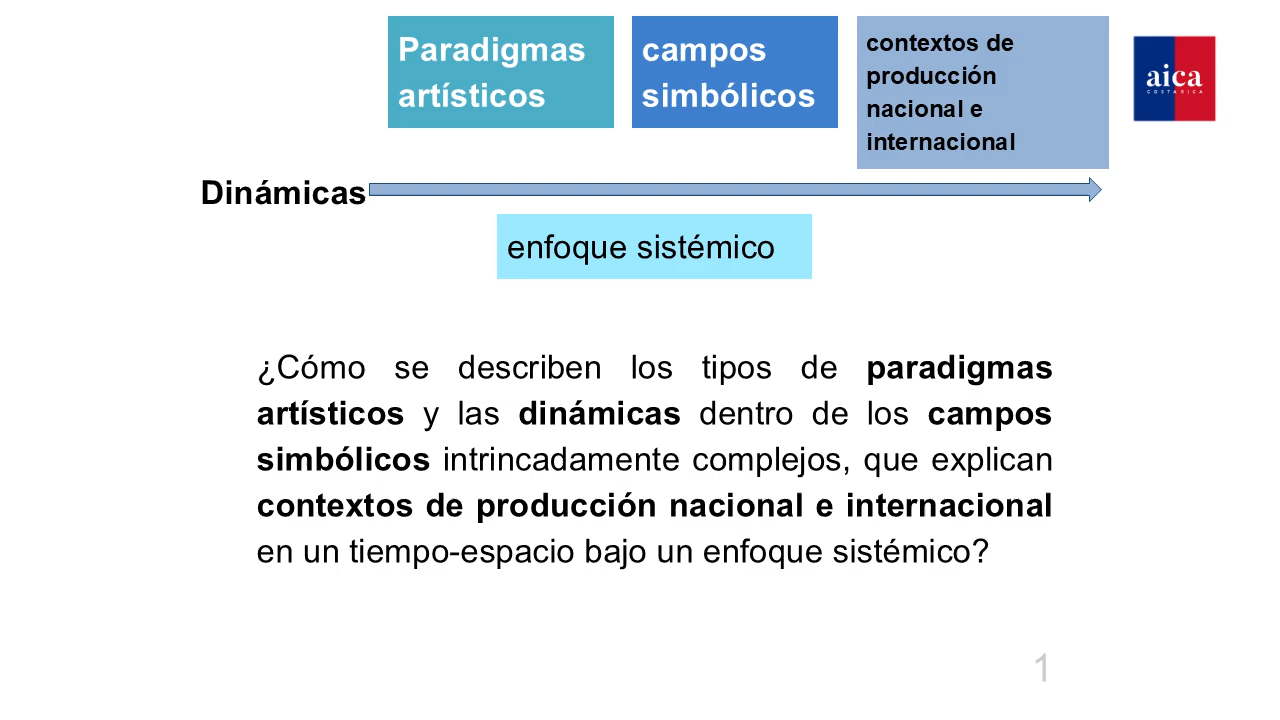 Paradigmas
artísticos
campos
simbólicos
contextos de
producción
nacional e
internacional
aica
COSTA RICA
Dinámicas
enfoque sistémico
¿Cómo se describen los tipos de paradigmas
artísticos y las dinámicas dentro de los campos
simbólicos intrincadamente complejos, que explican
contextos de producción nacional e internacional
en un tiempo-espacio bajo un enfoque sistémico?
1